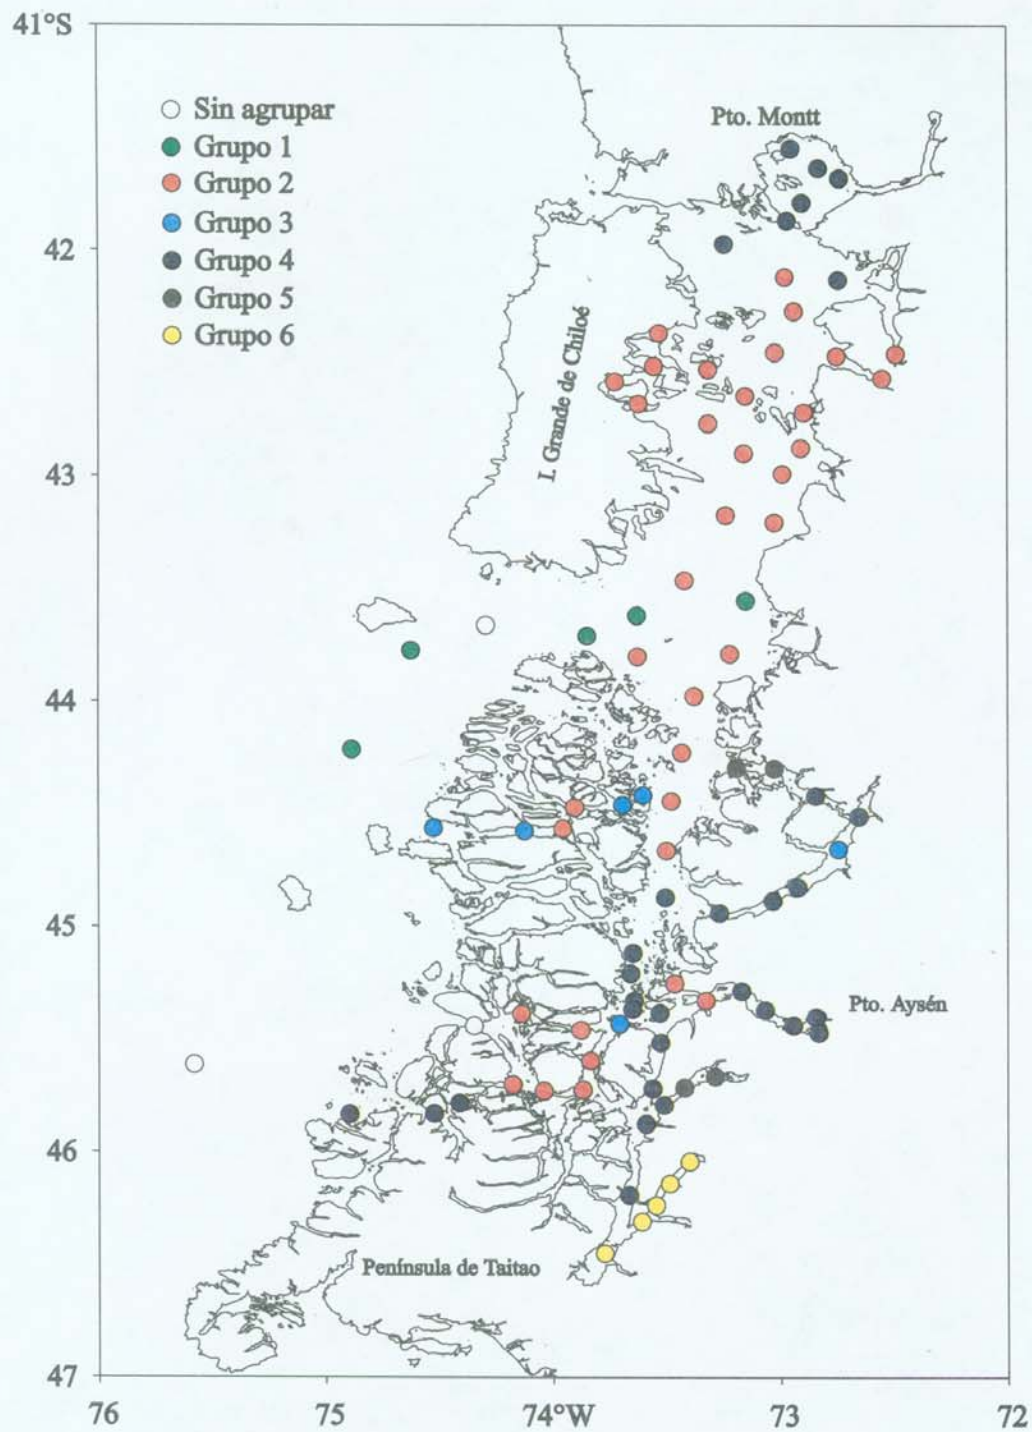 41°S
Pto. Montt
Sin agrupar
Grupo 1
Grupo 2
Grupo 3
Grupo 4
Grupo 5
Grupo 6
42
I. Grande de Chiloé
43
44
45
Pto. Aysén
46
Península de Taitao
47
76
75
74°W
73
72